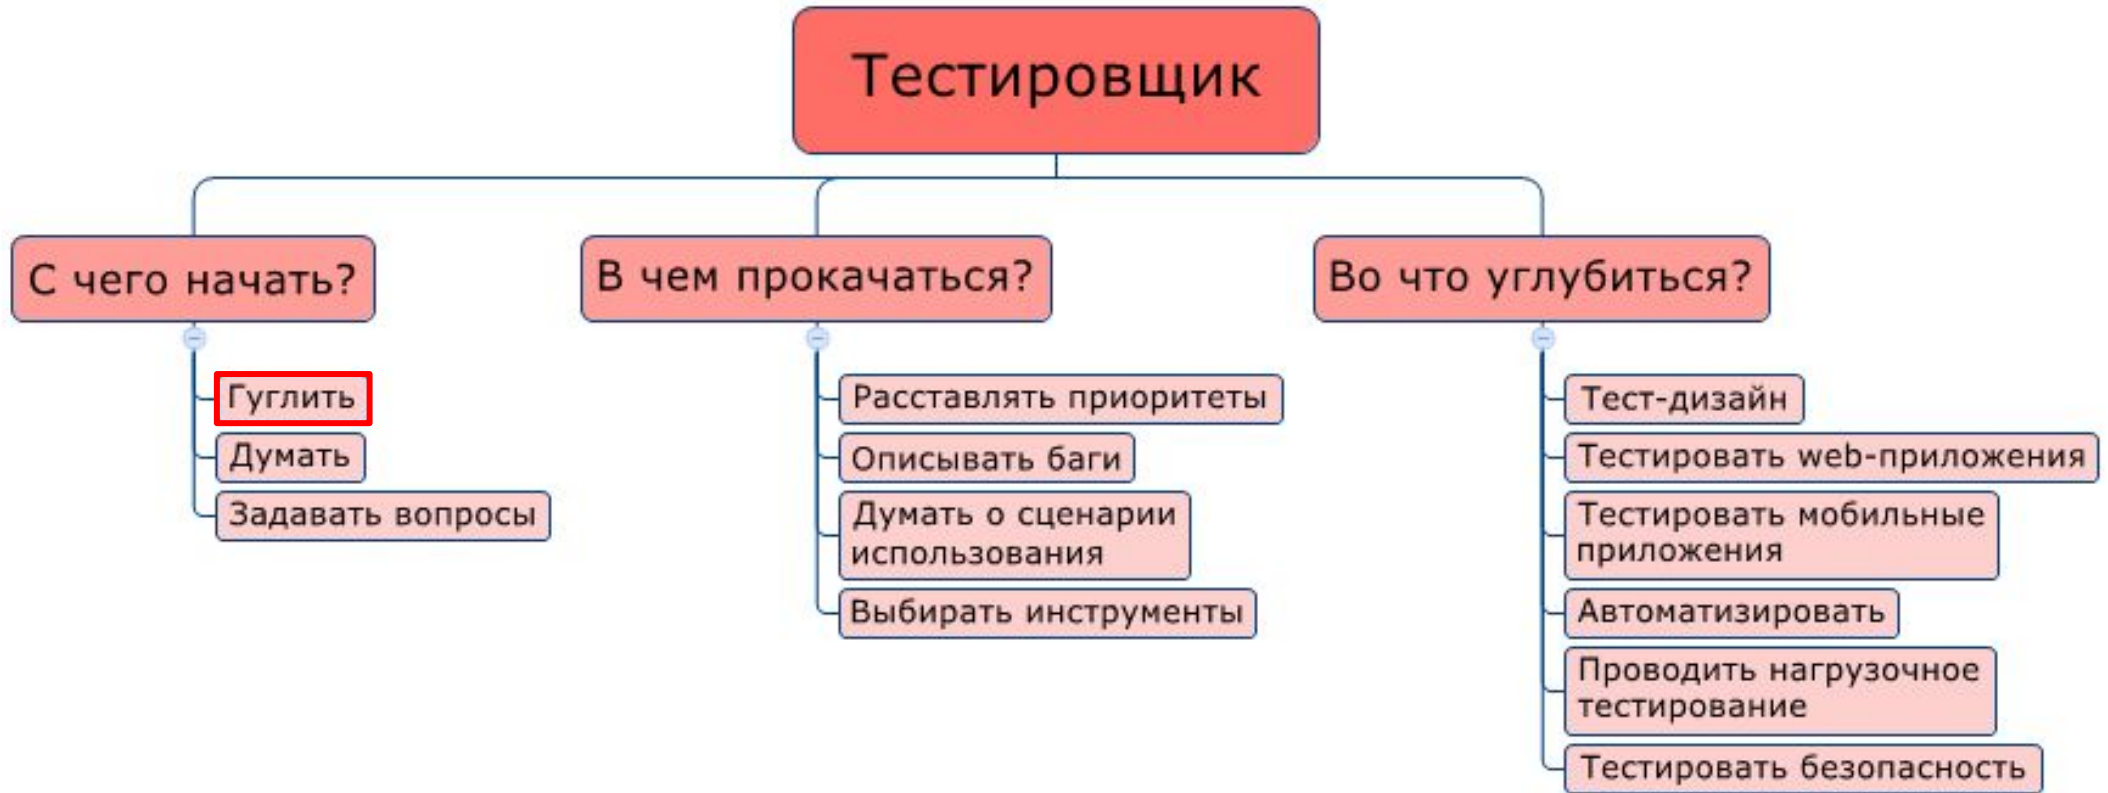 Тестировщик
С чего начать?
Гуглить
Думать
Задавать вопросы
В чем прокачаться?
Расставлять приоритеты
Описывать баги
Думать о сценарии
использования
Выбирать инструменты
Во что углубиться?
Тест-дизайн
Тестировать web-приложения
Тестировать мобильные
приложения
Автоматизировать
Проводить нагрузочное
тестирование
Тестировать безопасность